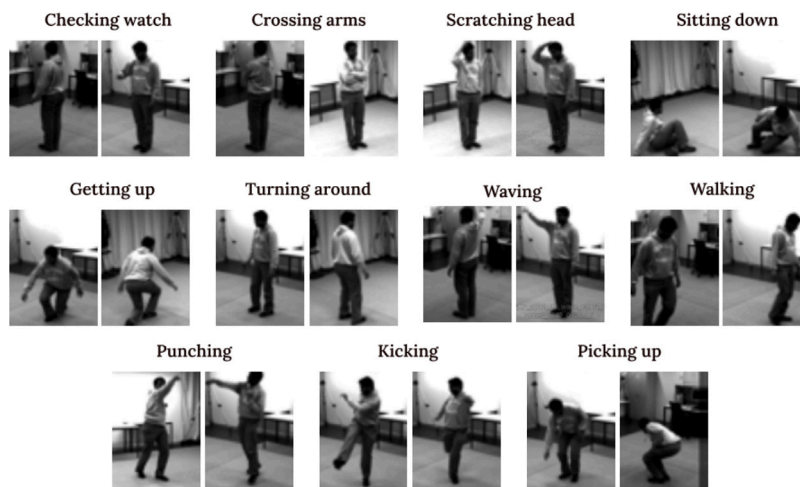 Checking watch
Crossing arms
Scratching head
Sitting down
Getting up
Turning around
Waving
Walking
Punching
Kicking
Picking up